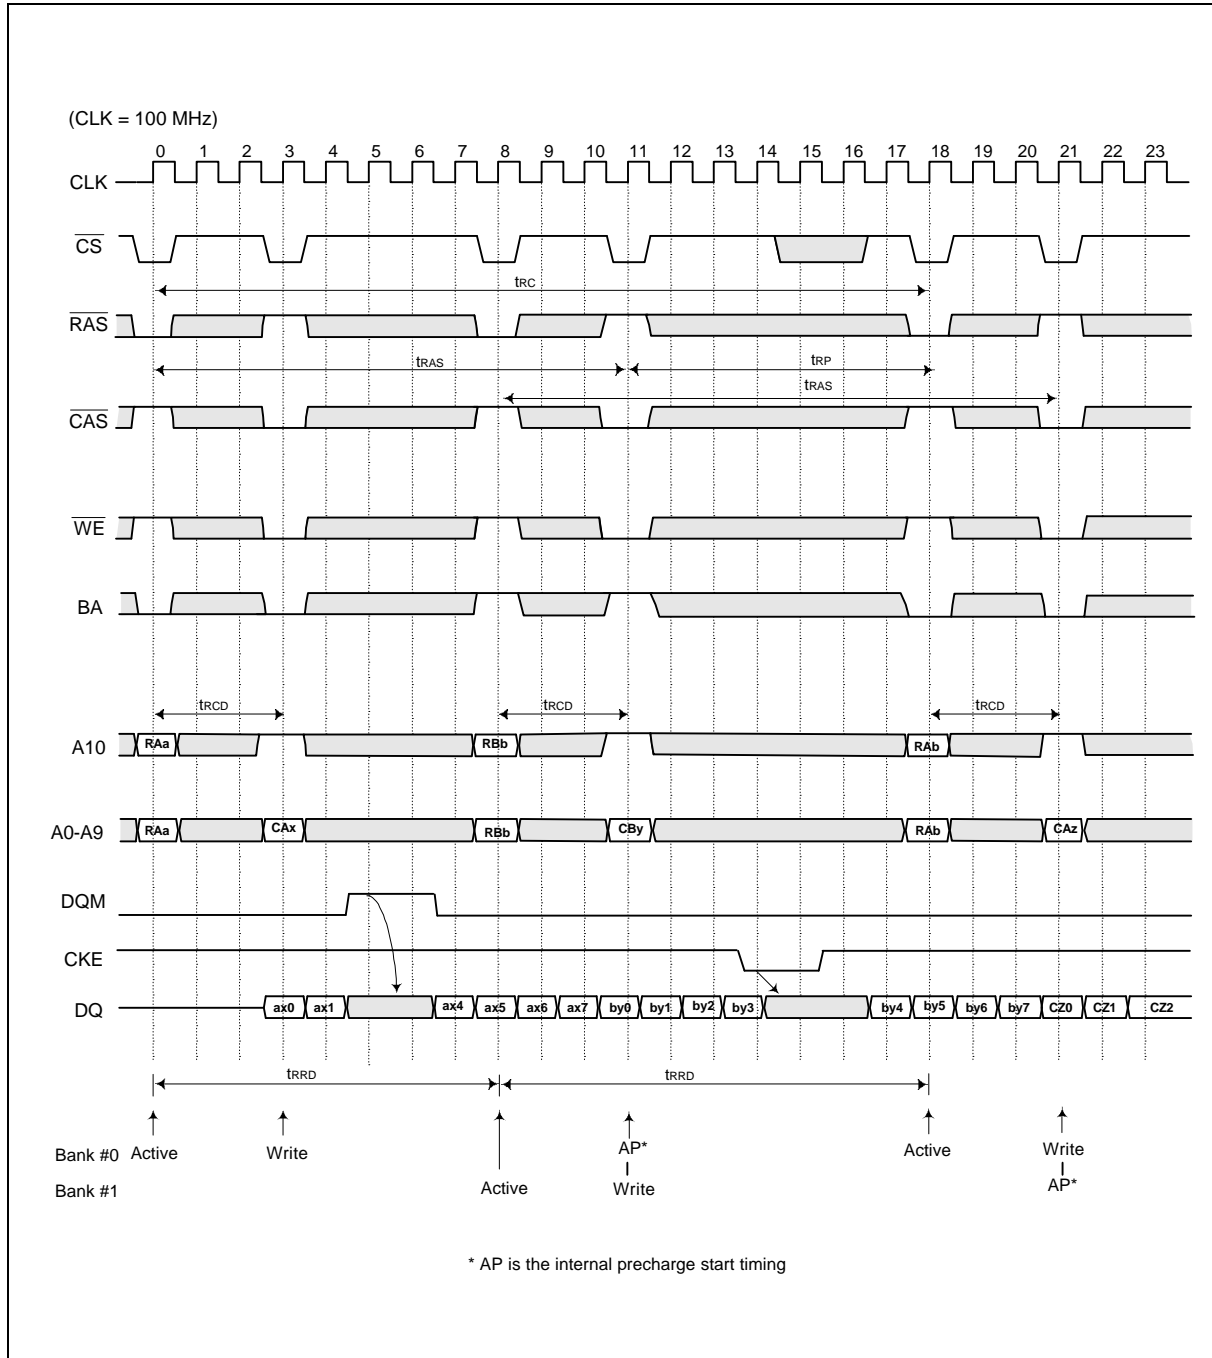 (CLK = 100 MHz)
0 1 2 3 4 5 6 7 8 9 10 11 12 13 14 15 16 17 18 19 20 21 22 23
CLK
CS
tRC
RAS
tRAS tRP
tRAS
CAS
WE
BA
tRCD tRCD tRCD
A10 RAa RBb RAb
A0-A9 RAa CAx RBb CBy RAb CAz
DQM
CKE
DQ ax0 ax1 ax4 ax5 ax6 ax7 by0 by1 by2 by3 by4 by5 by6 by7 CZ0 CZ1 CZ2
tRRD tRRD
Bank #0 Active Write AP* Active Write
Bank #1 Active Write AP*
* AP is the internal precharge start timing